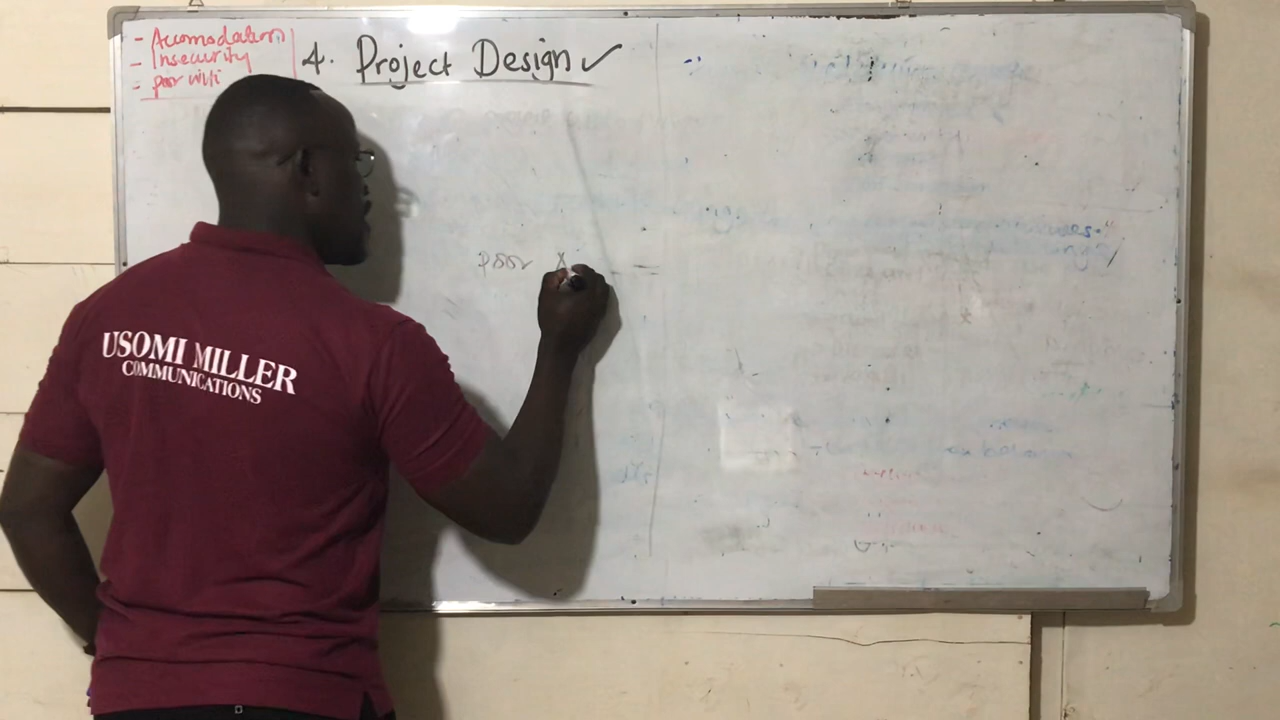 - Accomodation
- Insecurity
- poor wifi
4. Project Design ✓
poor
USOMI MILLER
COMMUNICATIONS